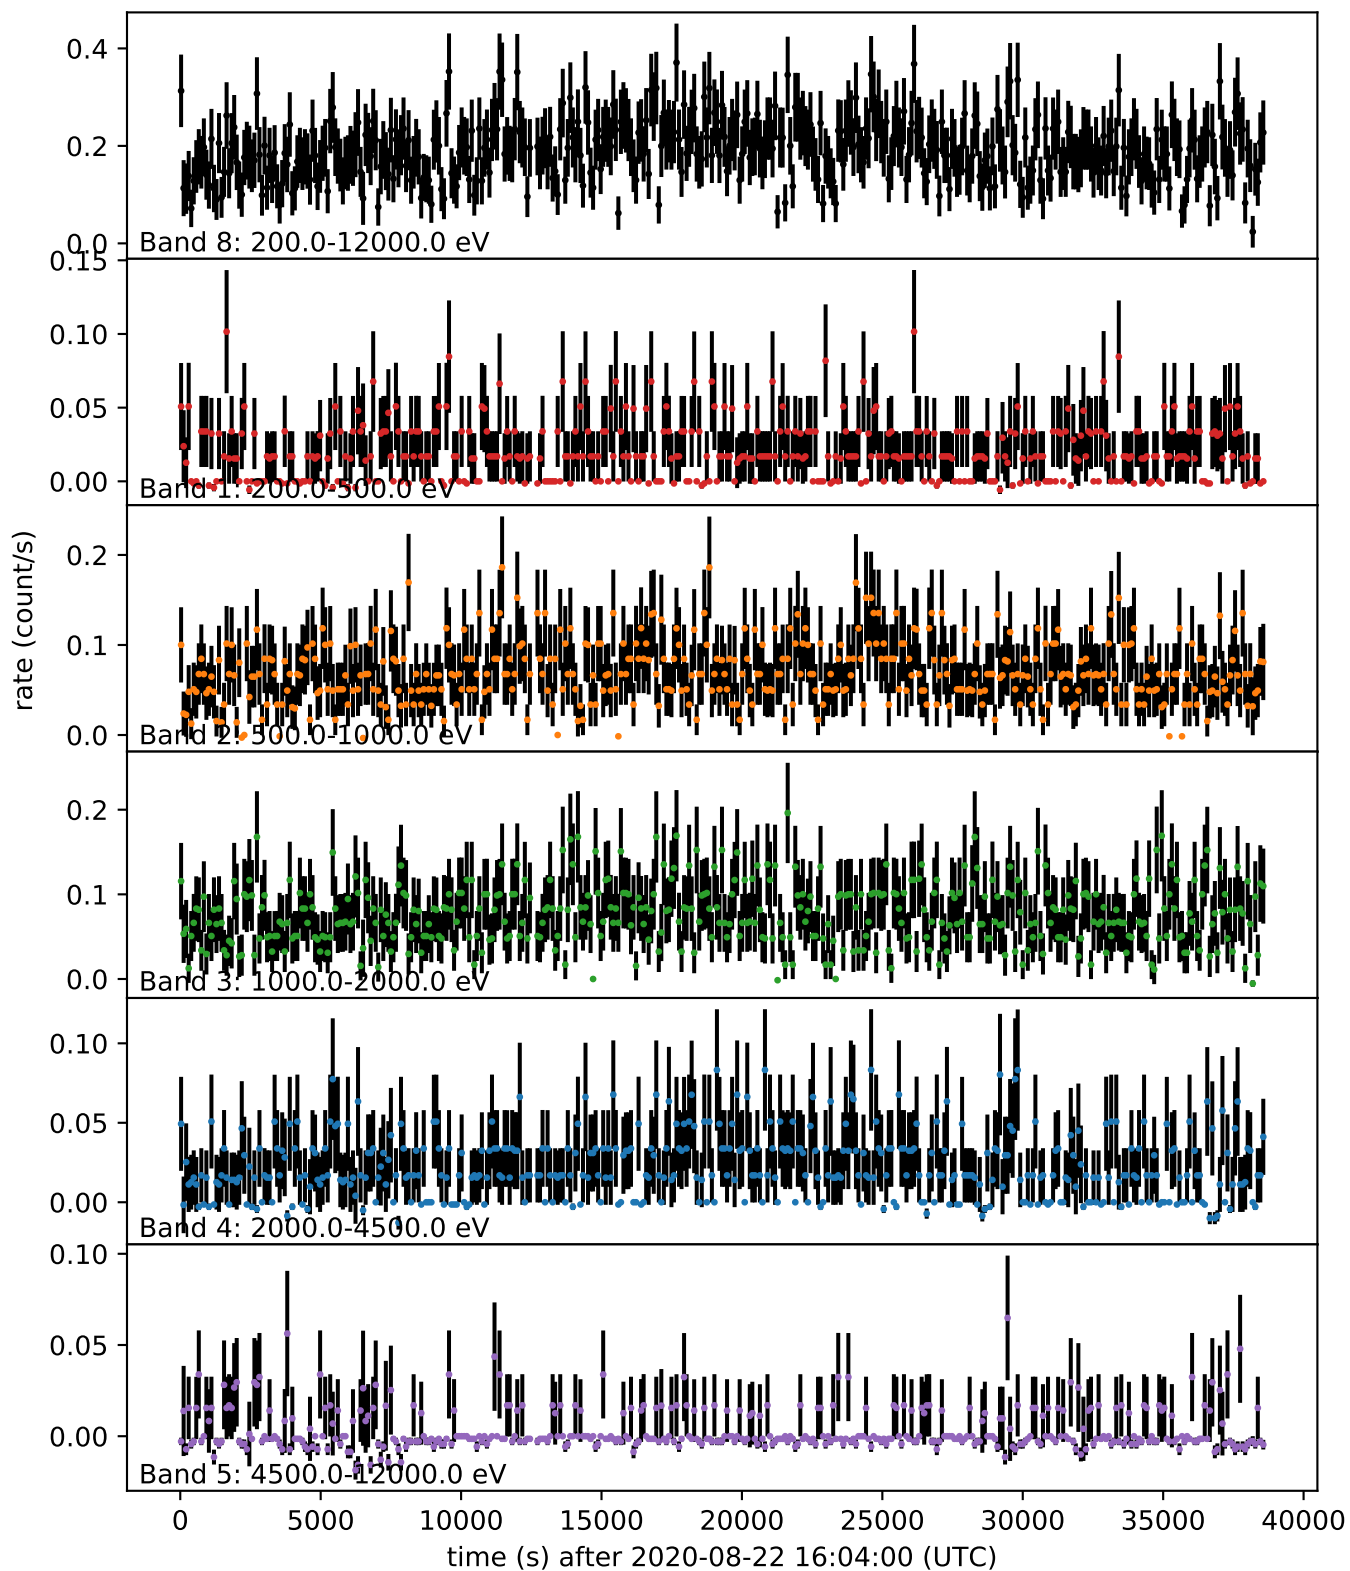 0.4
0.2
0.0
Band 8: 200.0-12000.0 eV
0.15
0.10
0.05
0.00
Band 1: 200.0-500.0 eV
rate (count/s)
0.2
0.1
0.0
Band 2: 500.0-1000.0 eV
0.2
0.1
0.0
Band 3: 1000.0-2000.0 eV
0.10
0.05
0.00
Band 4: 2000.0-4500.0 eV
0.10
0.05
0.00
Band 5: 4500.0-12000.0 eV
0 5000 10000 15000 20000 25000 30000 35000 40000
time (s) after 2020-08-22 16:04:00 (UTC)